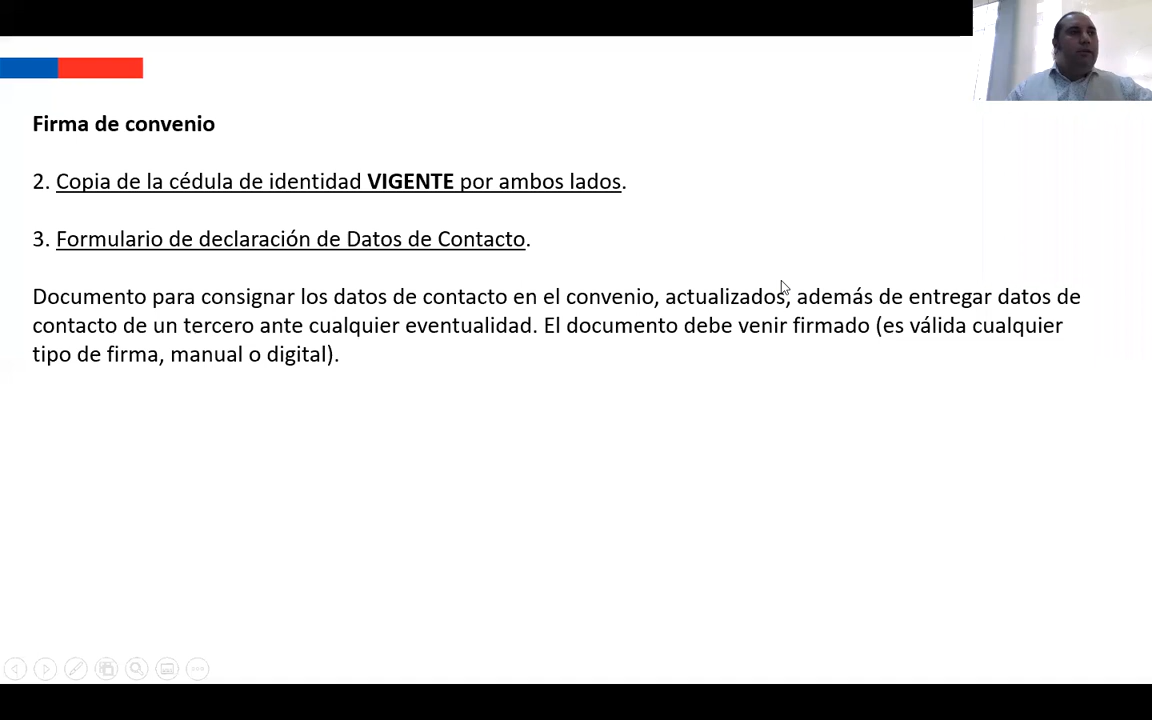 Firma de convenio
2. Copia de la cédula de identidad VIGENTE por ambos lados.
3. Formulario de declaración de Datos de Contacto.
Documento para consignar los datos de contacto en el convenio, actualizados, además de entregar datos de
contacto de un tercero ante cualquier eventualidad. El documento debe venir firmado (es válida cualquier
tipo de firma, manual o digital).